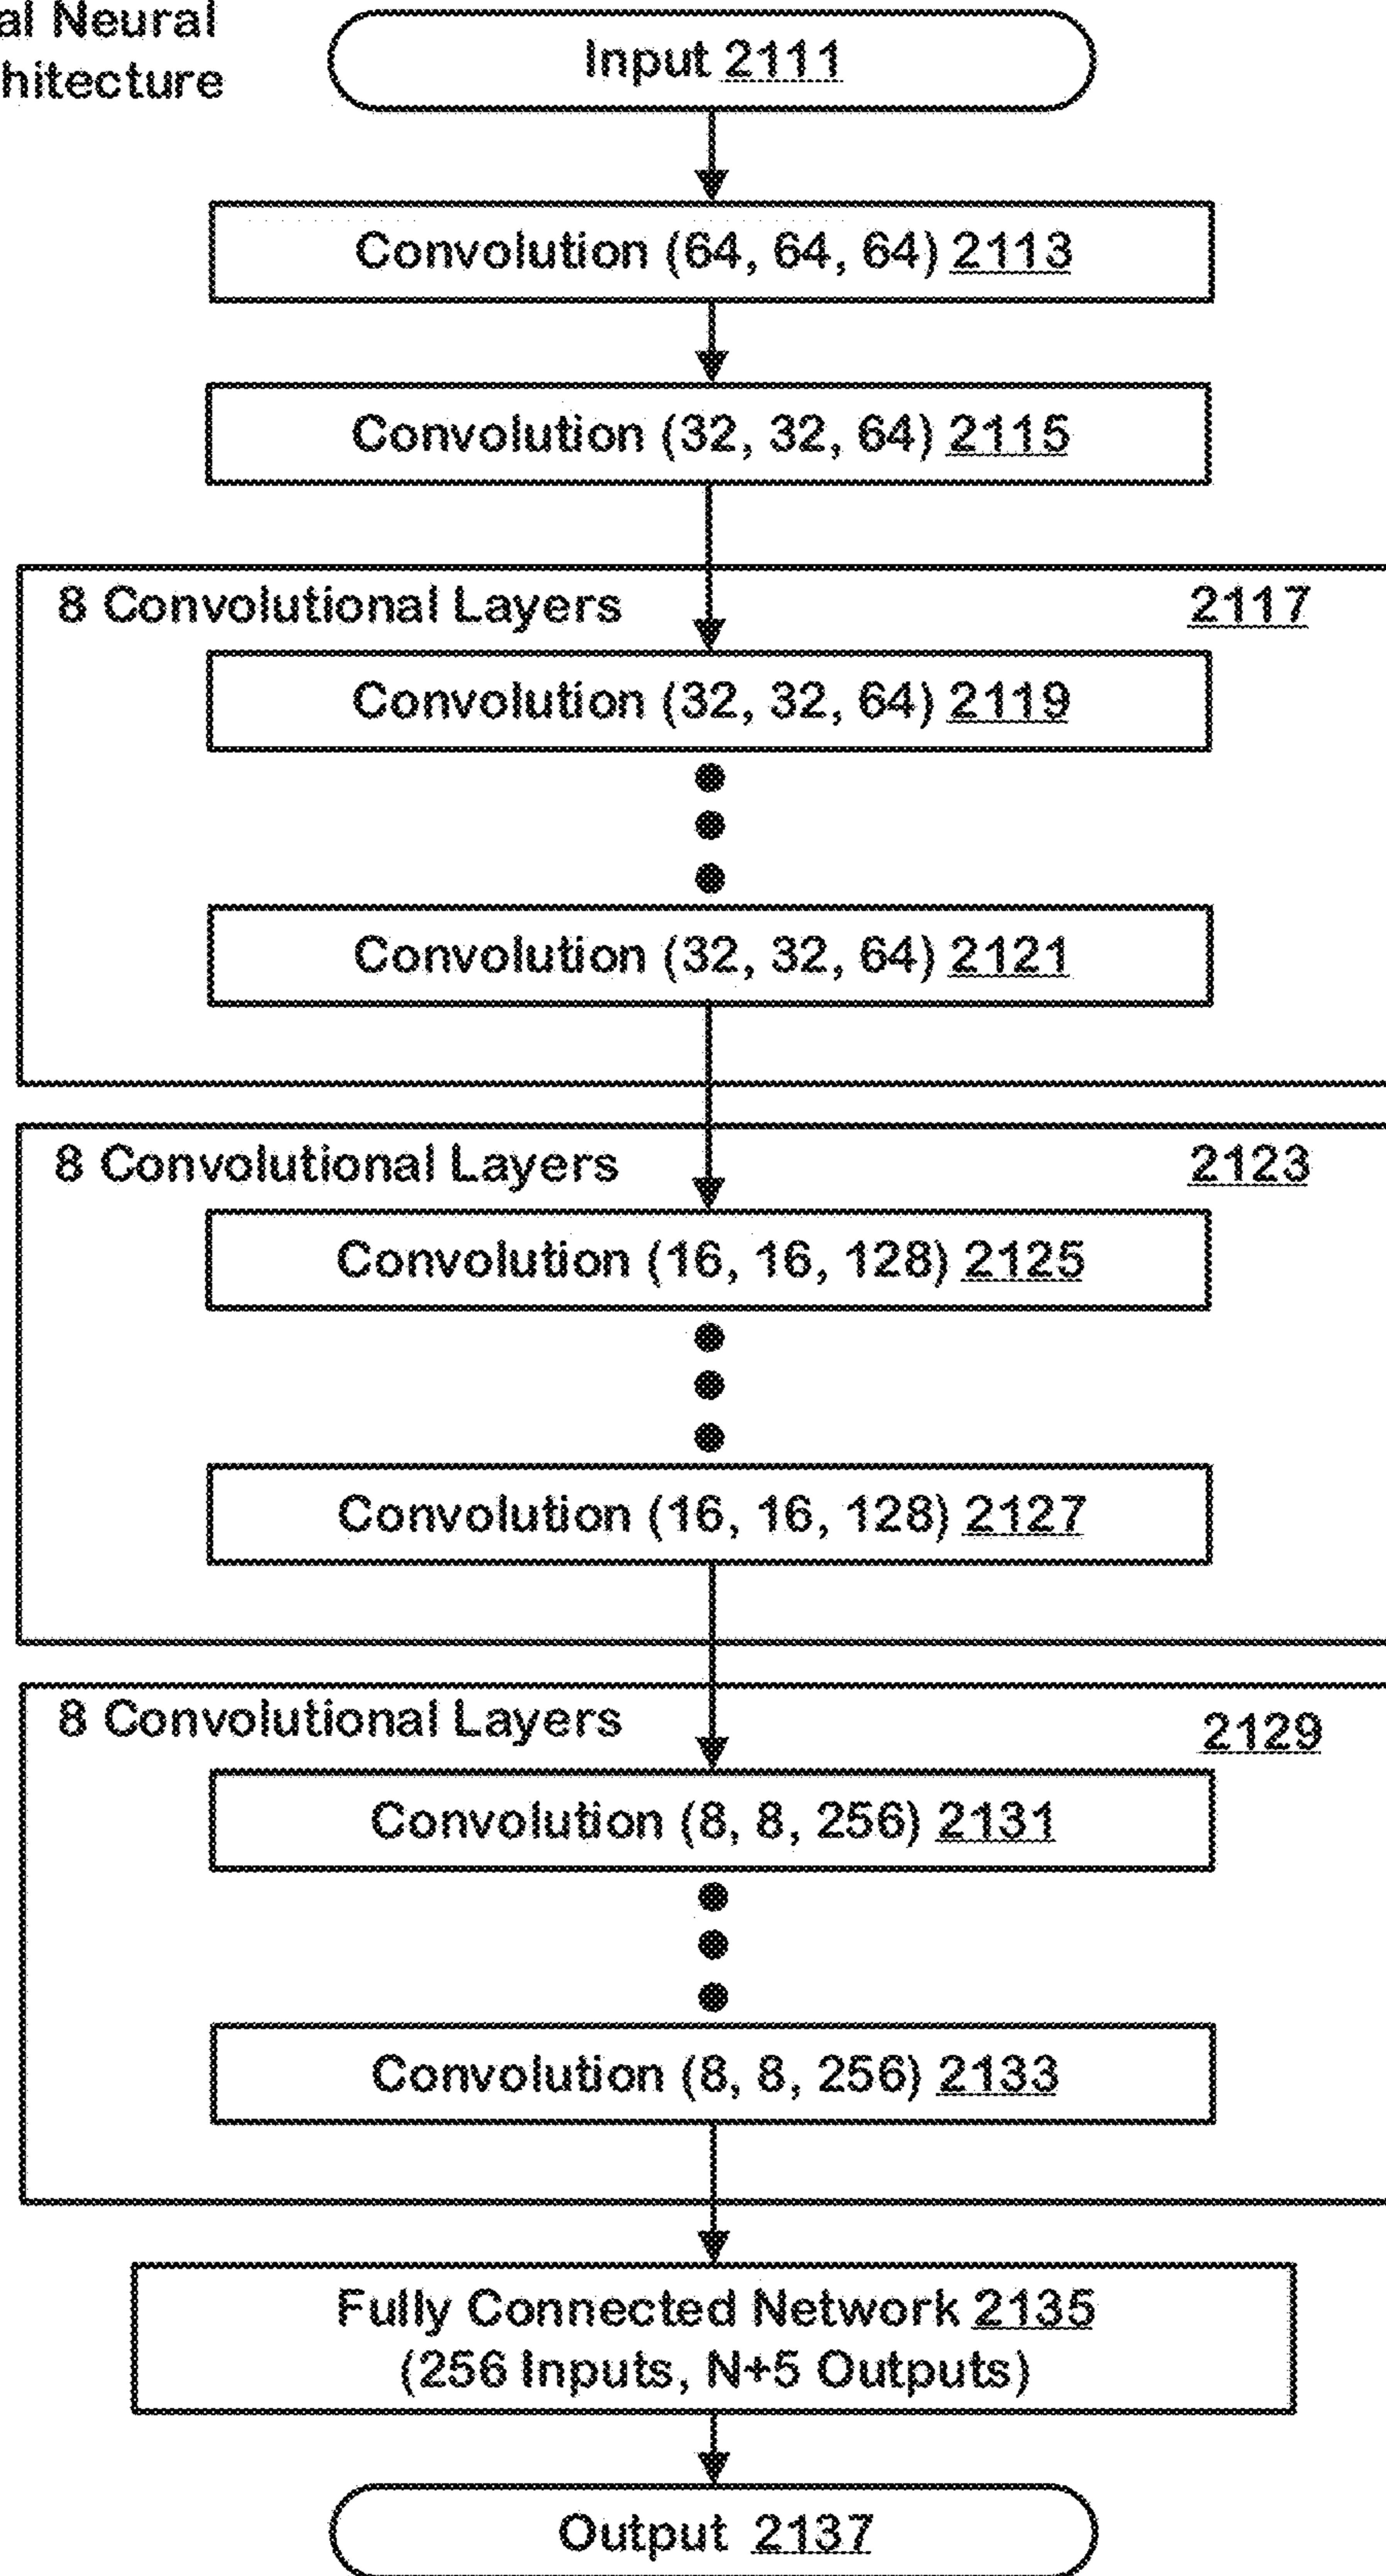 al Neural
hitecture
Input 2111
Convolution (64, 64, 64) 2113
Convolution (32, 32, 64) 2115
8 Convolutional Layers 2117
Convolution (32, 32, 64) 2119
Convolution (32, 32, 64) 2121
8 Convolutional Layers 2123
Convolution (16, 16, 128) 2125
Convolution (16, 16, 128) 2127
8 Convolutional Layers 2129
Convolution (8, 8, 256) 2131
Convolution (8, 8, 256) 2133
Fully Connected Network 2135
(256 Inputs, N+5 Outputs)
Output 2137